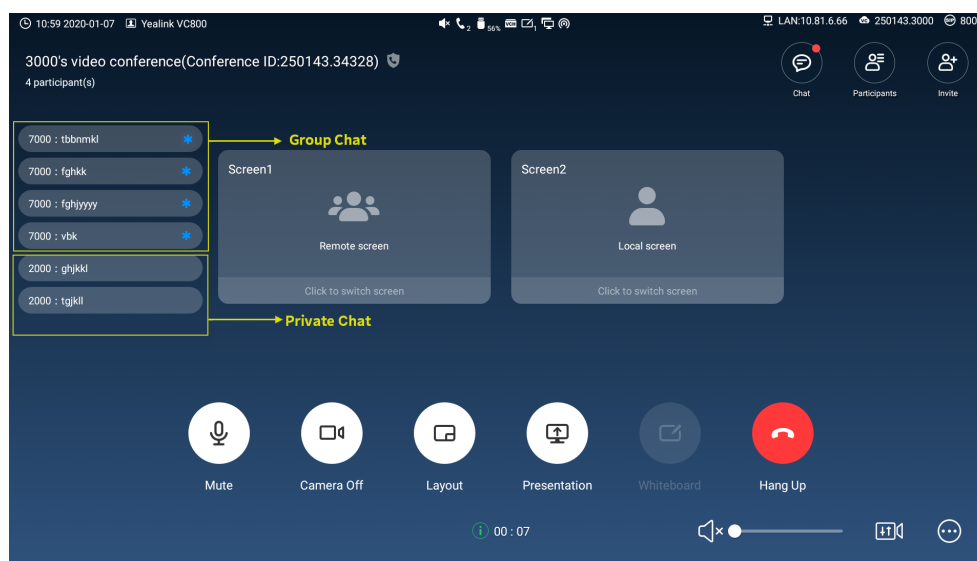 10:59 2020-01-07 Yealink VC800 2 56% 1 LAN:10.81.6.66 250143.3000 800
3000's video conference(Conference ID:250143.34328)
4 participant(s)
Chat Participants Invite
7000 : tbbnmkl
Group Chat
7000 : fghkk
7000 : fghjyyyy
7000 : vbk
2000 : ghjkkl
2000 : tgjkll
Private Chat
Screen1
Remote screen
Click to switch screen
Screen2
Local screen
Click to switch screen
Mute Camera Off Layout Presentation Whiteboard Hang Up
00 : 07